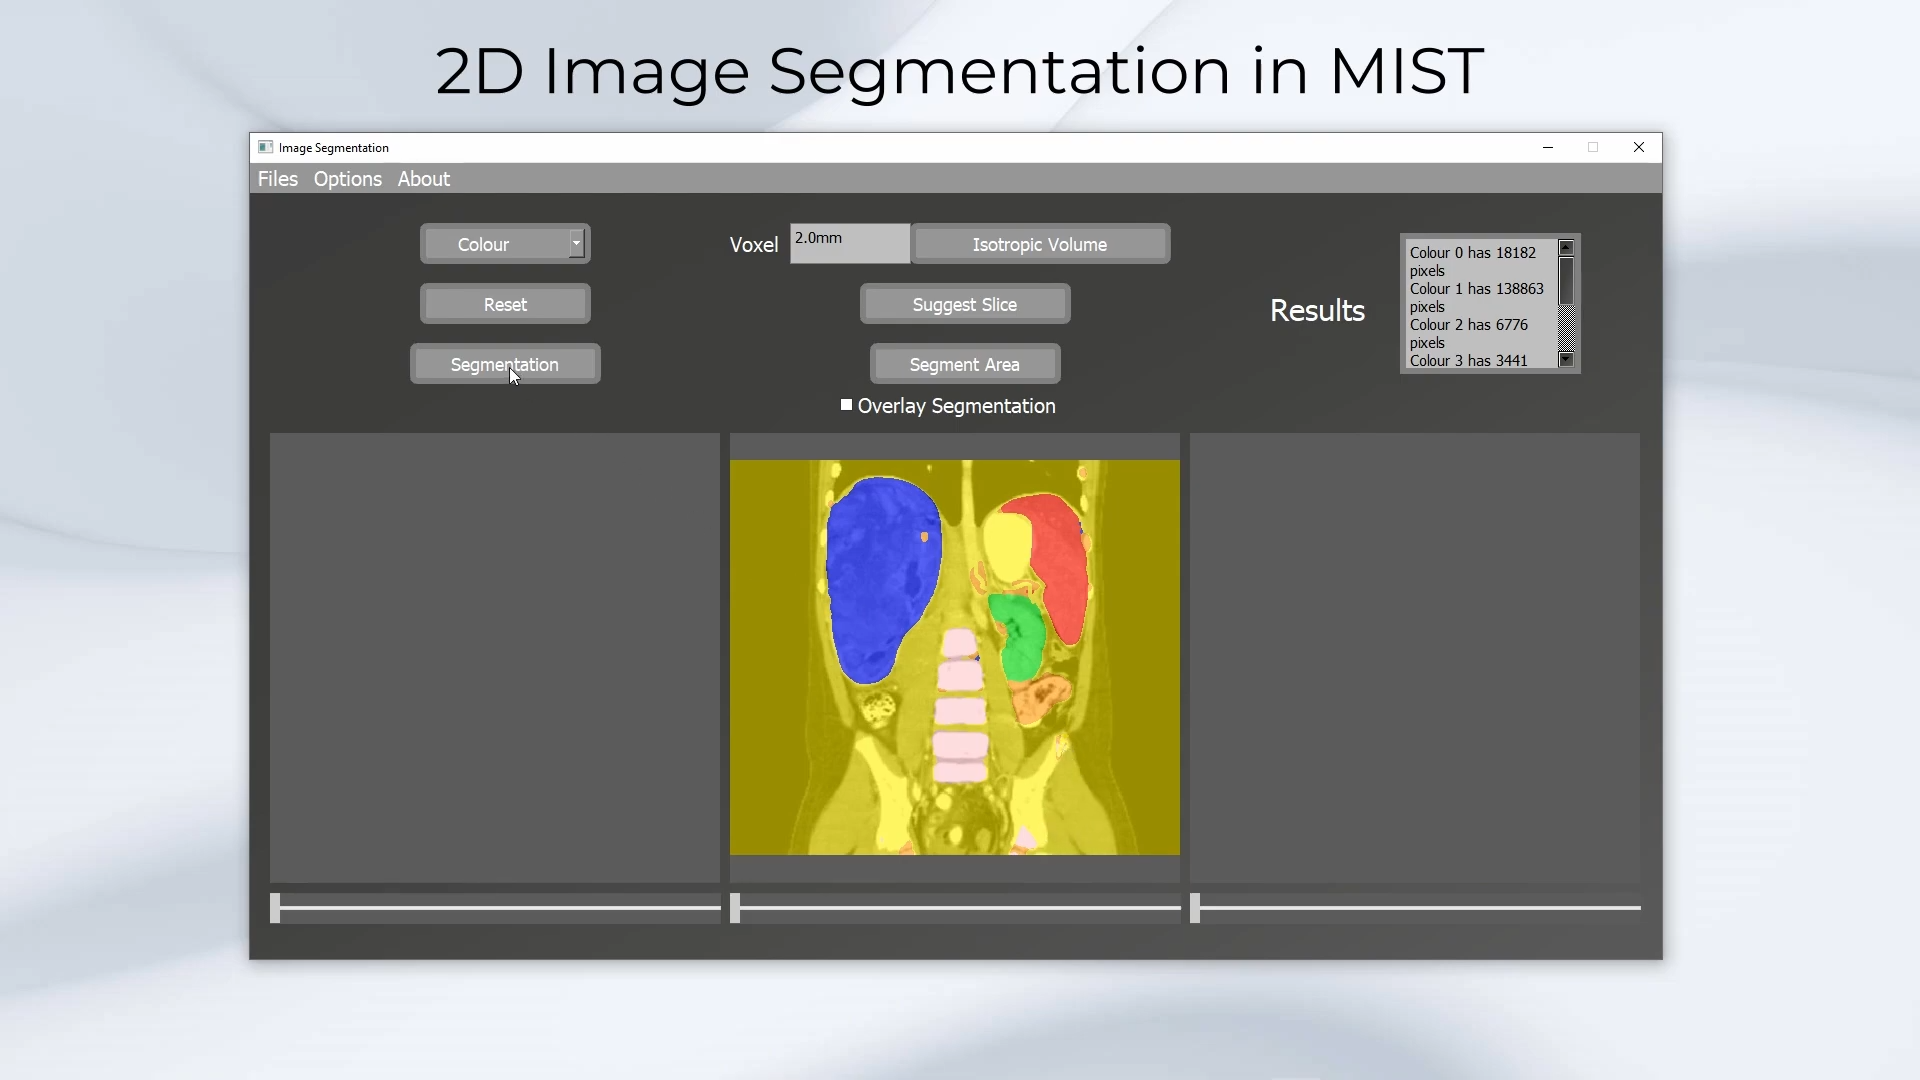 2D Image Segmentation in MIST
Image Segmentation
Files Options About
Colour
Voxel 2.0mm Isotropic Volume
Reset
Suggest Slice
Segmentation
Segment Area
Overlay Segmentation
Results
Colour 0 has 18182
pixels
Colour 1 has 138863
pixels
Colour 2 has 6776
pixels
Colour 3 has 3441